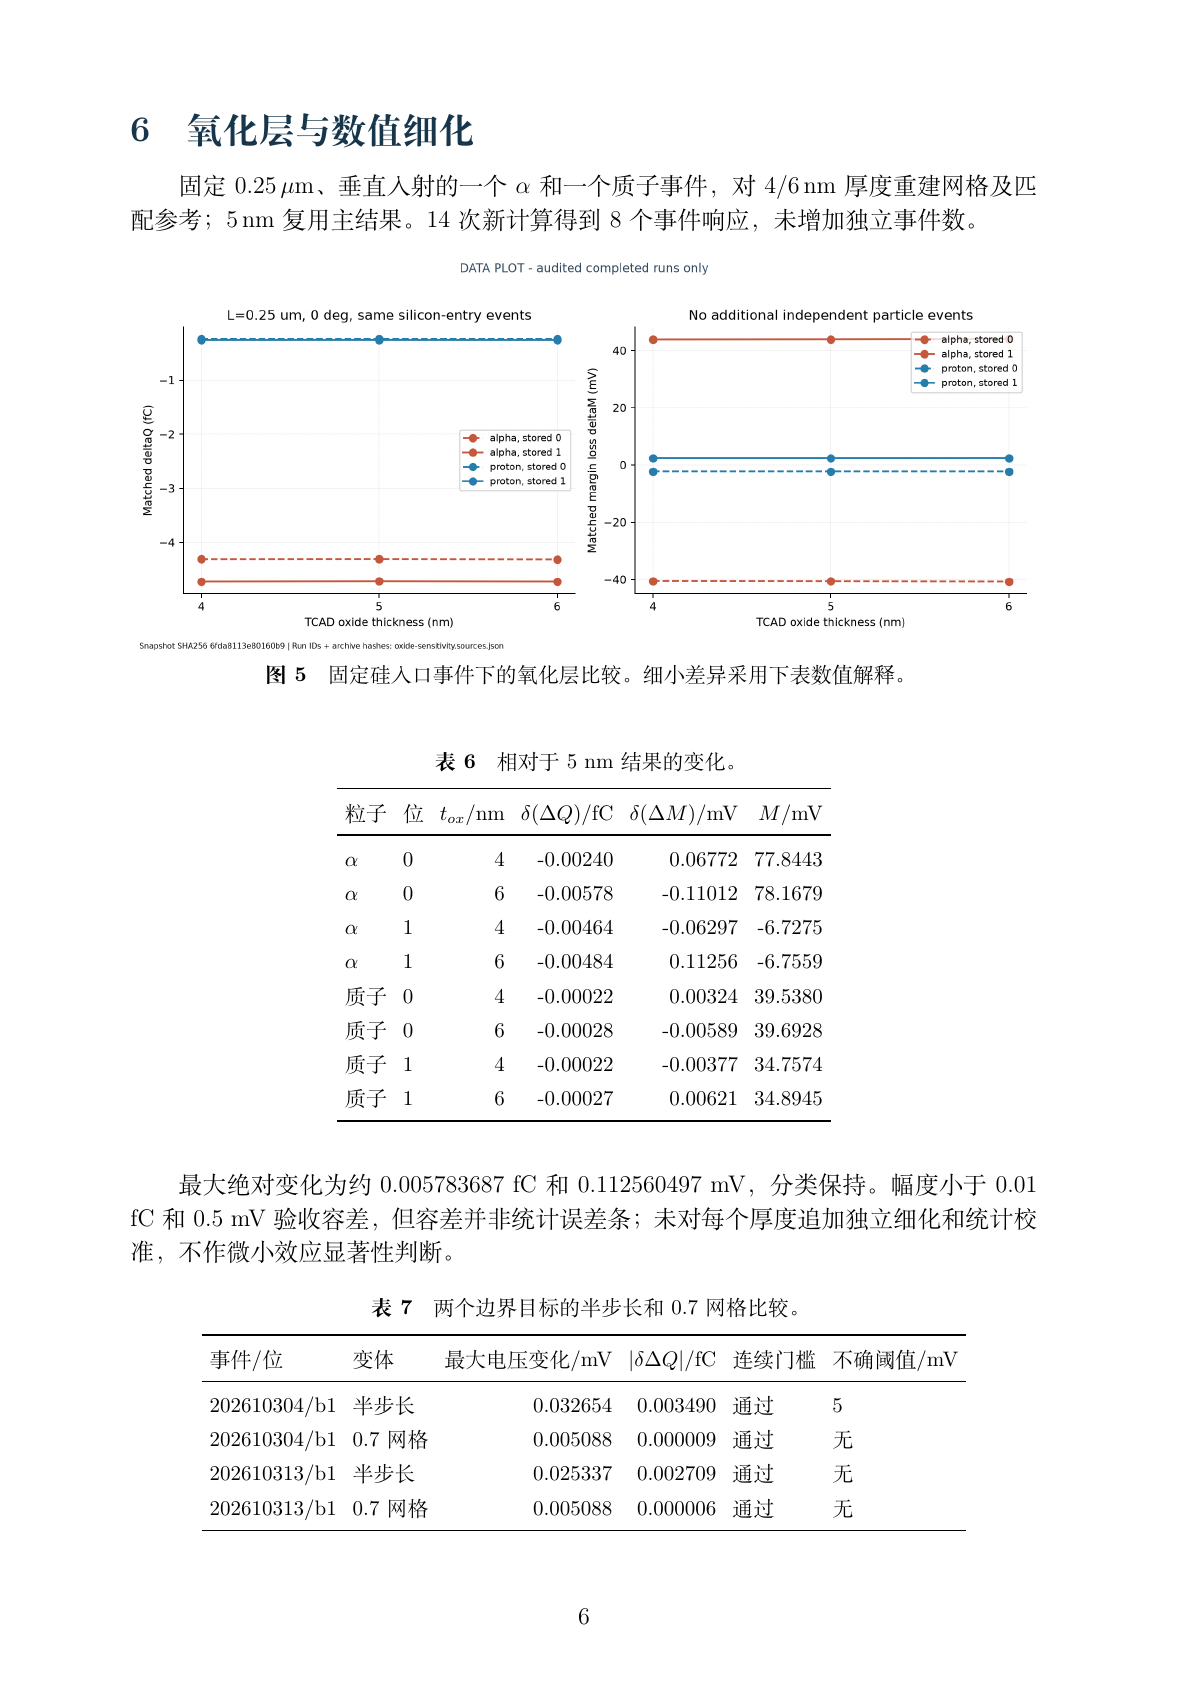 6 氧化层与数值细化
固定 0.25 μm、垂直入射的一个 α 和一个质子事件，对 4/6 nm 厚度重建网格及匹
配参考；5 nm 复用主结果。14 次新计算得到 8 个事件响应，未增加独立事件数。
DATA PLOT - audited completed runs only
L=0.25 um, 0 deg, same silicon-entry events
Matched deltaQ (fC)
−1
−2
−3
−4
alpha, stored 0
alpha, stored 1
proton, stored 0
proton, stored 1
4 5 6
TCAD oxide thickness (nm)
No additional independent particle events
Matched margin loss deltaM (mV)
40
20
0
−20
−40
alpha, stored 0
alpha, stored 1
proton, stored 0
proton, stored 1
4 5 6
TCAD oxide thickness (nm)
Snapshot SHA256 6fda8113e80160b9 | Run IDs + archive hashes: oxide-sensitivity.sources.json
图 5 固定硅入口事件下的氧化层比较。细小差异采用下表数值解释。
表 6 相对于 5 nm 结果的变化。
粒子 位 t_ox/nm δ(ΔQ)/fC δ(ΔM)/mV M/mV
α 0 4 -0.00240 0.06772 77.8443
α 0 6 -0.00578 -0.11012 78.1679
α 1 4 -0.00464 -0.06297 -6.7275
α 1 6 -0.00484 0.11256 -6.7559
质子 0 4 -0.00022 0.00324 39.5380
质子 0 6 -0.00028 -0.00589 39.6928
质子 1 4 -0.00022 -0.00377 34.7574
质子 1 6 -0.00027 0.00621 34.8945
最大绝对变化为约 0.005783687 fC 和 0.112560497 mV，分类保持。幅度小于 0.01
fC 和 0.5 mV 验收容差，但容差并非统计误差条；未对每个厚度追加独立细化和统计校
准，不作微小效应显著性判断。
表 7 两个边界目标的半步长和 0.7 网格比较。
事件/位 变体 最大电压变化/mV |δΔQ|/fC 连续门槛 不确阈值/mV
202610304/b1 半步长 0.032654 0.003490 通过 5
202610304/b1 0.7 网格 0.005088 0.000009 通过 无
202610313/b1 半步长 0.025337 0.002709 通过 无
202610313/b1 0.7 网格 0.005088 0.000006 通过 无
6